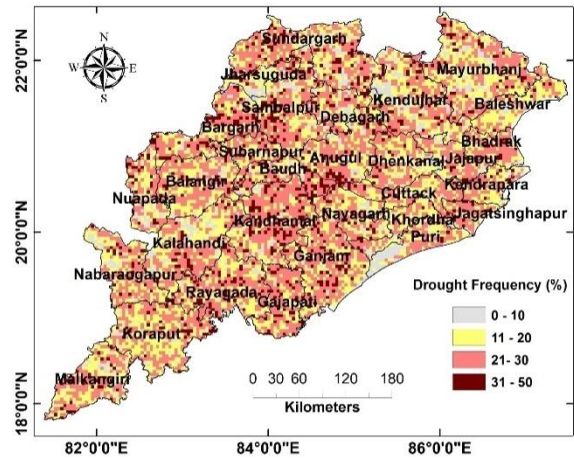 N
W E
S
22°0'0"N
20°0'0"N
18°0'0"N
Sundargarh
Jharsuguda
Mayurbhanj
Kendujhar
Sambalpur
Baleshwar
Debagarh
Bargarh
Bhadrak
Subarnapur
Anugul
Dhenkanal
Jajapur
Baudh
Balangir
Kendrapara
Nuapada
Cuttack
Jagatsinghapur
Kandhamal
Nayagarh
Khordha
Puri
Kalahandi
Ganjam
Nabarangapur
Rayagada
Gajapati
Koraput
Malkangiri
Drought Frequency (%)
0 - 10
11 - 20
21 - 30
31 - 50
0 30 60 120 180
Kilometers
82°0'0"E 84°0'0"E 86°0'0"E